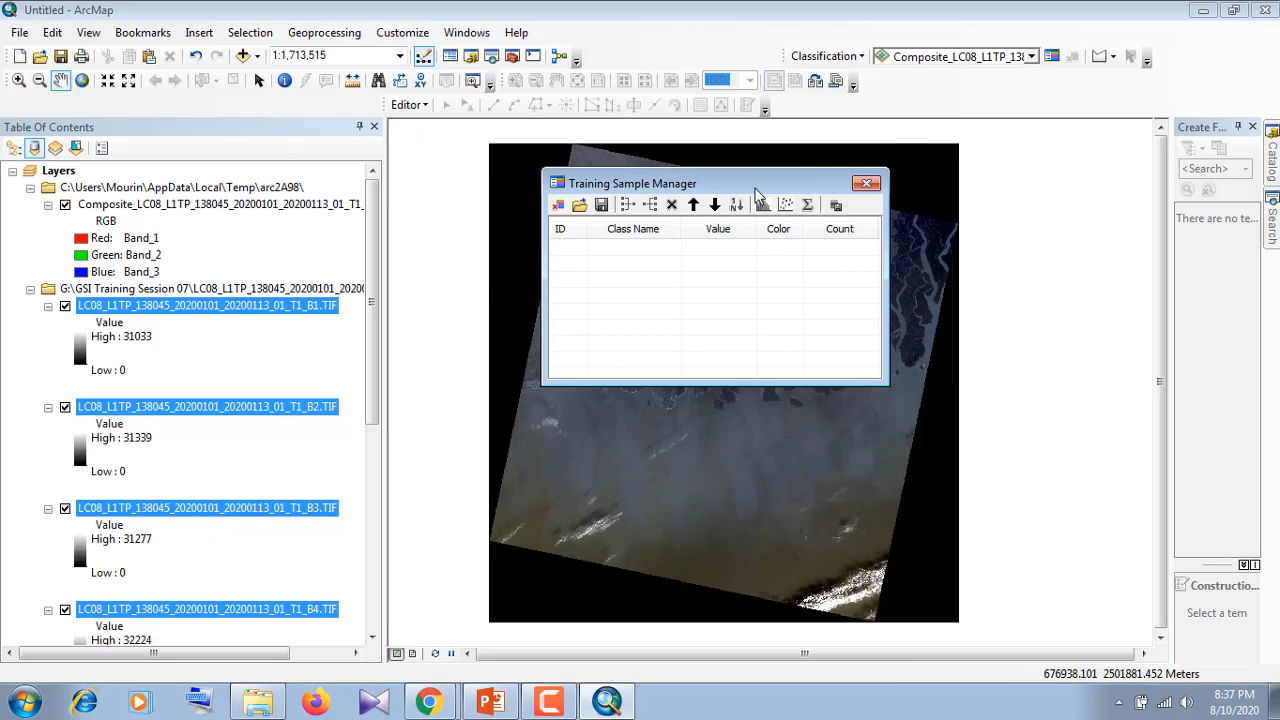 Untitled - ArcMap
File Edit View Bookmarks Insert Selection Geoprocessing Customize Windows Help
1:1,713,515
Classification
Composite_LC08_L1TP_13
Editor
Table Of Contents
Layers
C:\Users\Mourin\AppData\Local\Temp\arc2A98\
Composite_LC08_L1TP_138045_20200101_20200113_01_T1_
RGB
Red: Band_1
Green: Band_2
Blue: Band_3
G:\GSI Training Session 07\LC08_L1TP_138045_20200101_2020
LC08_L1TP_138045_20200101_20200113_01_T1_B1.TIF
Value
High : 31033
Low : 0
LC08_L1TP_138045_20200101_20200113_01_T1_B2.TIF
Value
High : 31339
Low : 0
LC08_L1TP_138045_20200101_20200113_01_T1_B3.TIF
Value
High : 31277
Low : 0
LC08_L1TP_138045_20200101_20200113_01_T1_B4.TIF
Value
High : 32224
Training Sample Manager
ID Class Name Value Color Count
Create F...
<Search>
There are no te...
Constructio...
Select a tem
Catalog
Search
676938.101 2501881.452 Meters
8:37 PM
8/10/2020